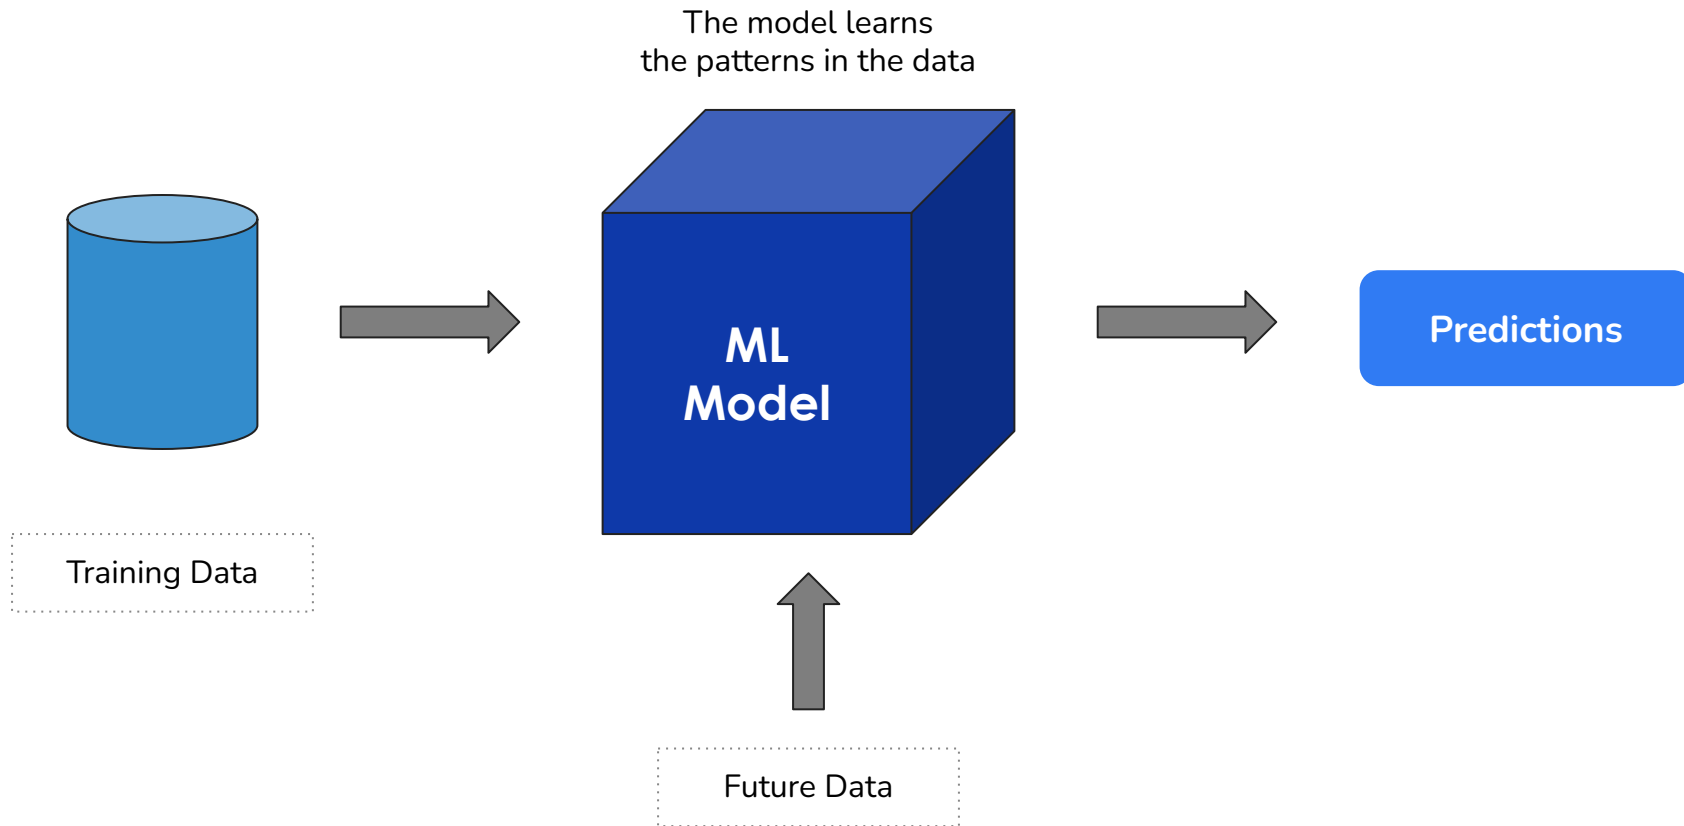 The model learns
the patterns in the data
ML
Model
Predictions
Training Data
Future Data